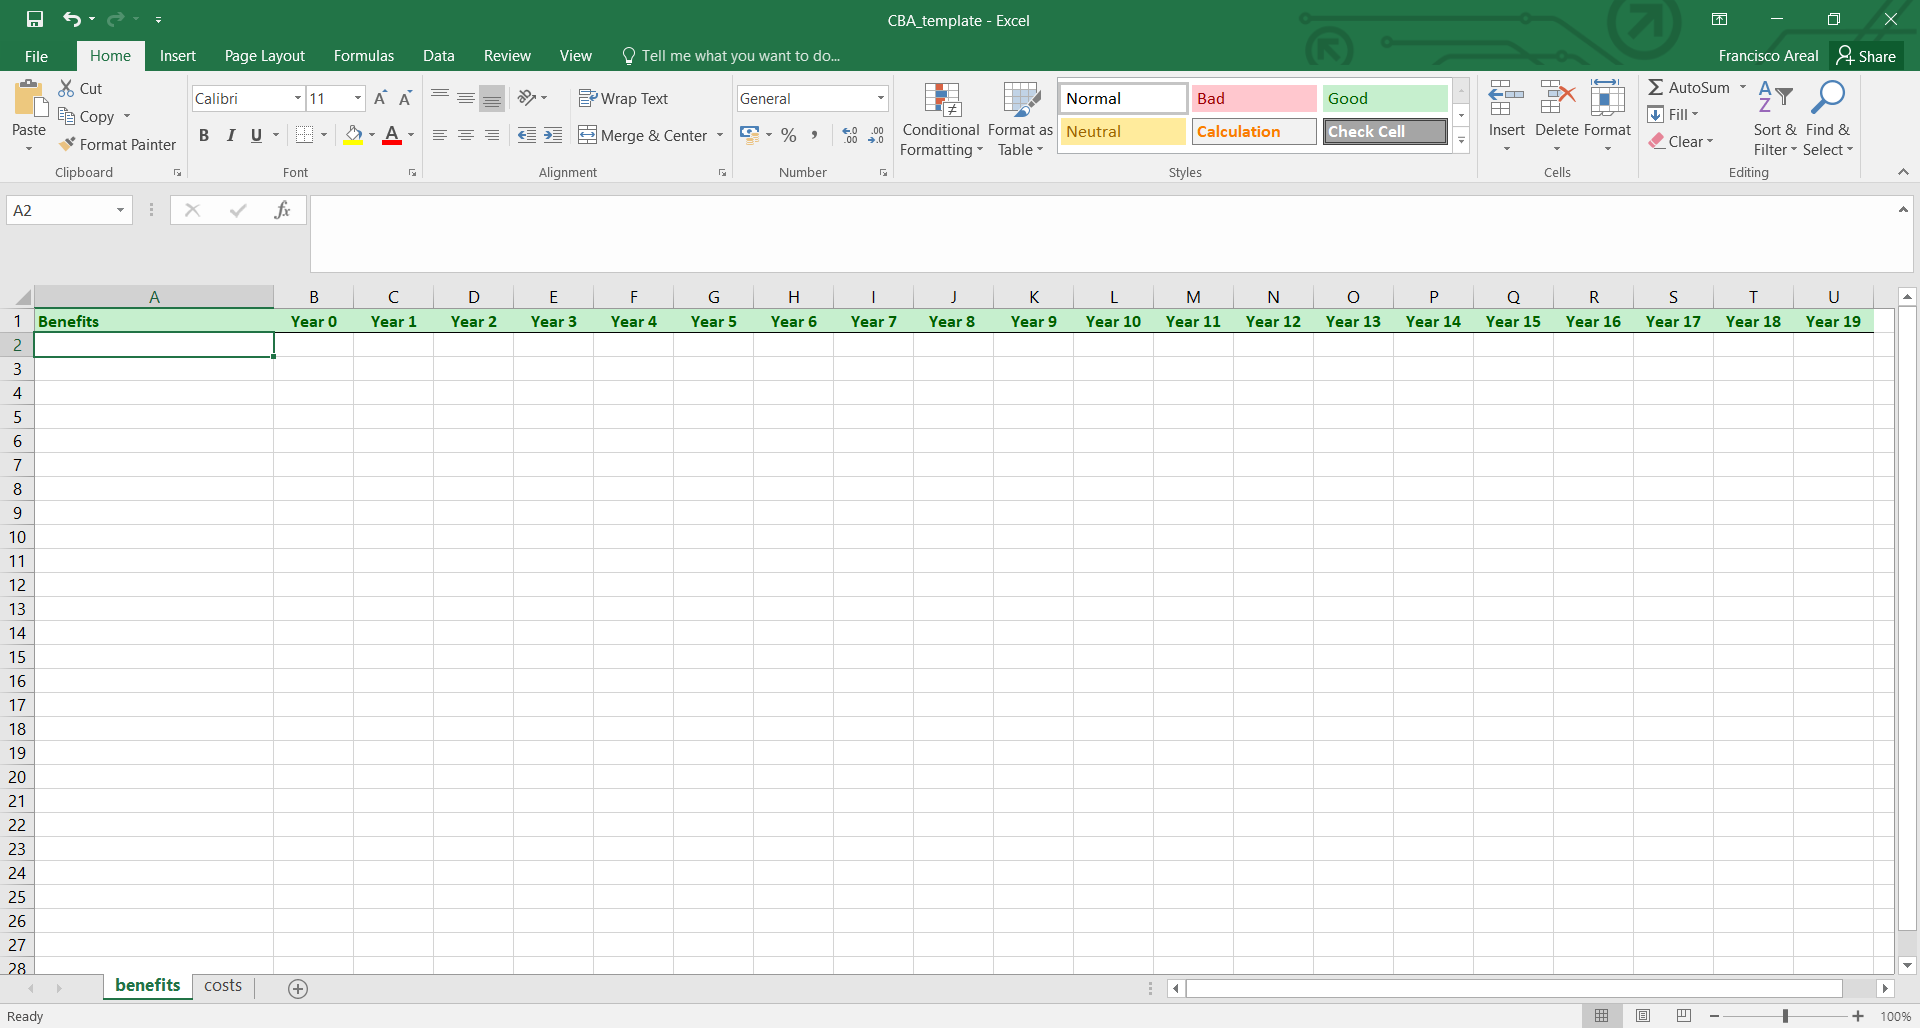 CBA_template - Excel
File Home Insert Page Layout Formulas Data Review View Tell me what you want to do... Francisco Areal Share
Paste
Cut
Copy
Format Painter
Clipboard
Calibri 11
B I U
Font
Wrap Text
Merge & Center
Alignment
General
Number
Conditional Formatting
Format as Table
Normal Bad Good
Neutral Calculation Check Cell
Styles
Insert Delete Format
Cells
AutoSum
Fill
Clear
Sort & Filter
Find & Select
Editing
A2
fx
A B C D E F G H I J K L M N O P Q R S T U
1 Benefits Year 0 Year 1 Year 2 Year 3 Year 4 Year 5 Year 6 Year 7 Year 8 Year 9 Year 10 Year 11 Year 12 Year 13 Year 14 Year 15 Year 16 Year 17 Year 18 Year 19
2
3
4
5
6
7
8
9
10
11
12
13
14
15
16
17
18
19
20
21
22
23
24
25
26
27
28
benefits costs
Ready 100%